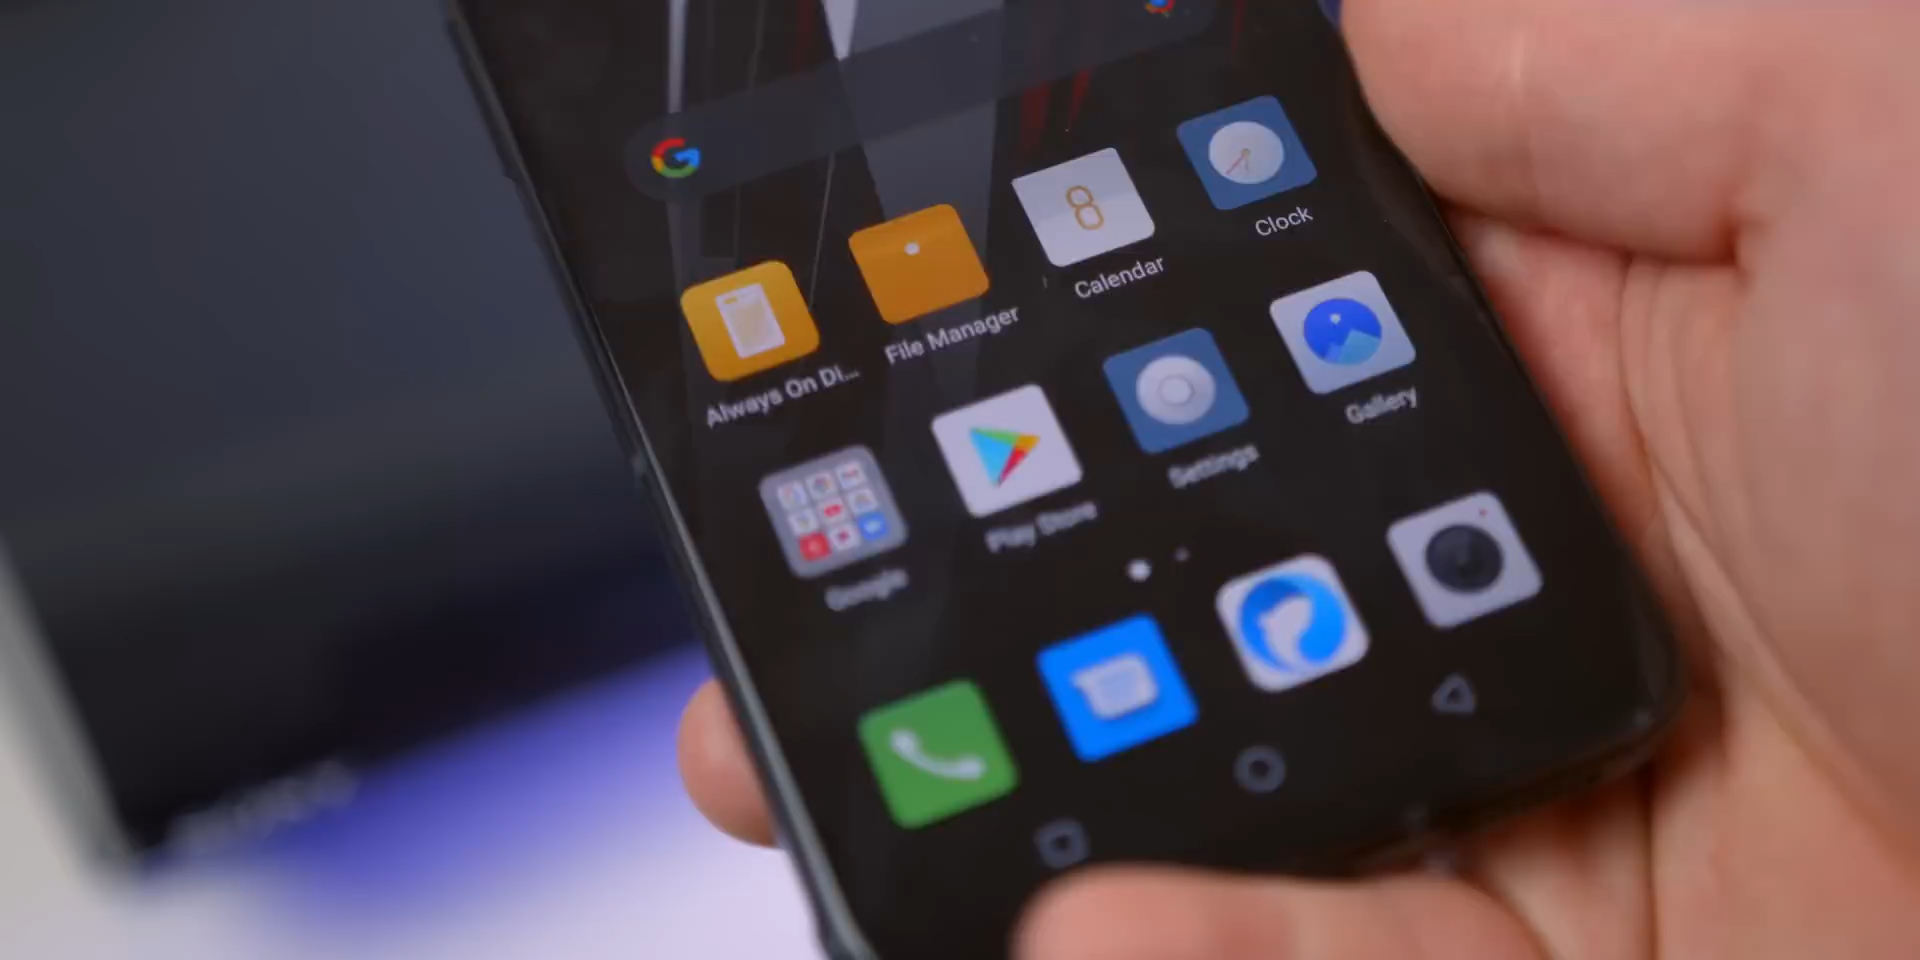 G
Always On Di...
File Manager
8
Calendar
Clock
Google
Play Store
Settings
Gallery